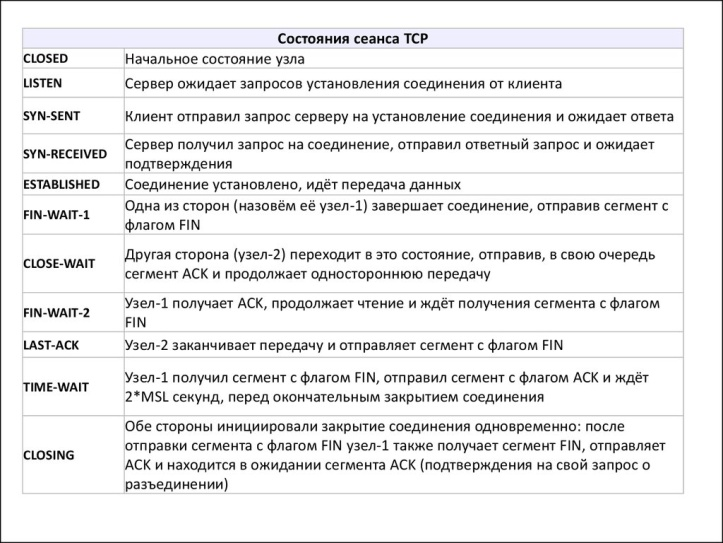 Состояния сеанса TCP
CLOSED
Начальное состояние узла
LISTEN
Сервер ожидает запросов установления соединения от клиента
SYN-SENT
Клиент отправил запрос серверу на установление соединения и ожидает ответа
SYN-RECEIVED
Сервер получил запрос на соединение, отправил ответный запрос и ожидает
подтверждения
ESTABLISHED
Соединение установлено, идёт передача данных
FIN-WAIT-1
Одна из сторон (назовём её узел-1) завершает соединение, отправив сегмент с
флагом FIN
CLOSE-WAIT
Другая сторона (узел-2) переходит в это состояние, отправив, в свою очередь
сегмент ACK и продолжает одностороннюю передачу
FIN-WAIT-2
Узел-1 получает ACK, продолжает чтение и ждёт получения сегмента с флагом
FIN
LAST-ACK
Узел-2 заканчивает передачу и отправляет сегмент с флагом FIN
TIME-WAIT
Узел-1 получил сегмент с флагом FIN, отправил сегмент с флагом ACK и ждёт
2*MSL секунд, перед окончательным закрытием соединения
CLOSING
Обе стороны инициировали закрытие соединения одновременно: после
отправки сегмента с флагом FIN узел-1 также получает сегмент FIN, отправляет
ACK и находится в ожидании сегмента ACK (подтверждения на свой запрос о
разъединении)